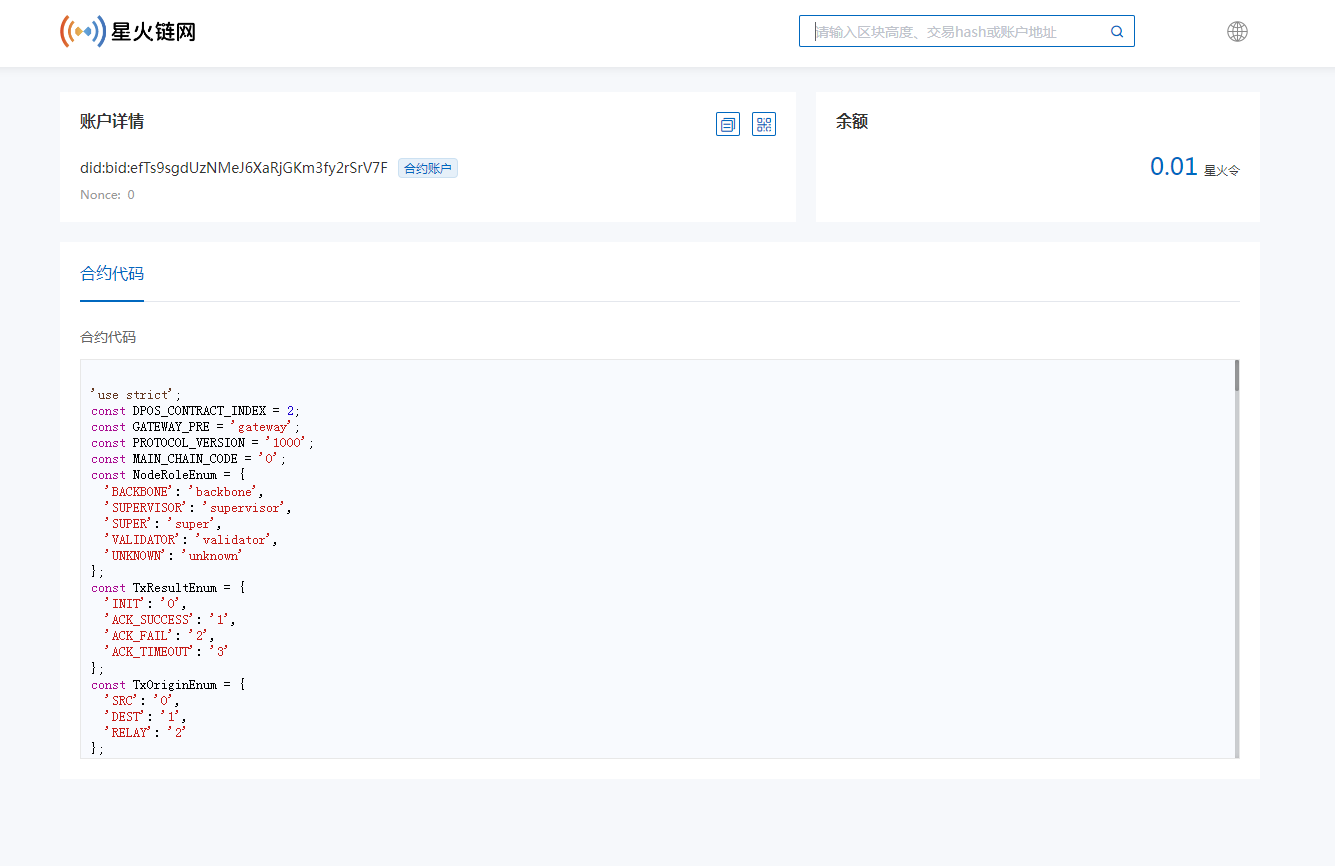 星火链网
请输入区块高度、交易hash或账户地址
账户详情
did:bid:efTs9sgdUzNMeJ6XaRjGKm3fy2rSrV7F 合约账户
Nonce: 0
余额
0.01 星火令
合约代码
合约代码
'use strict';
const DPOS_CONTRACT_INDEX = 2;
const GATEWAY_PRE = 'gateway';
const PROTOCOL_VERSION = '1000';
const MAIN_CHAIN_CODE = '0';
const NodeRoleEnum = {
  'BACKBONE': 'backbone',
  'SUPERVISOR': 'supervisor',
  'SUPER': 'super',
  'VALIDATOR': 'validator',
  'UNKNOWN': 'unknown'
};
const TxResultEnum = {
  'INIT': '0',
  'ACK_SUCCESS': '1',
  'ACK_FAIL': '2',
  'ACK_TIMEOUT': '3'
};
const TxOriginEnum = {
  'SRC': '0',
  'DEST': '1',
  'RELAY': '2'
};